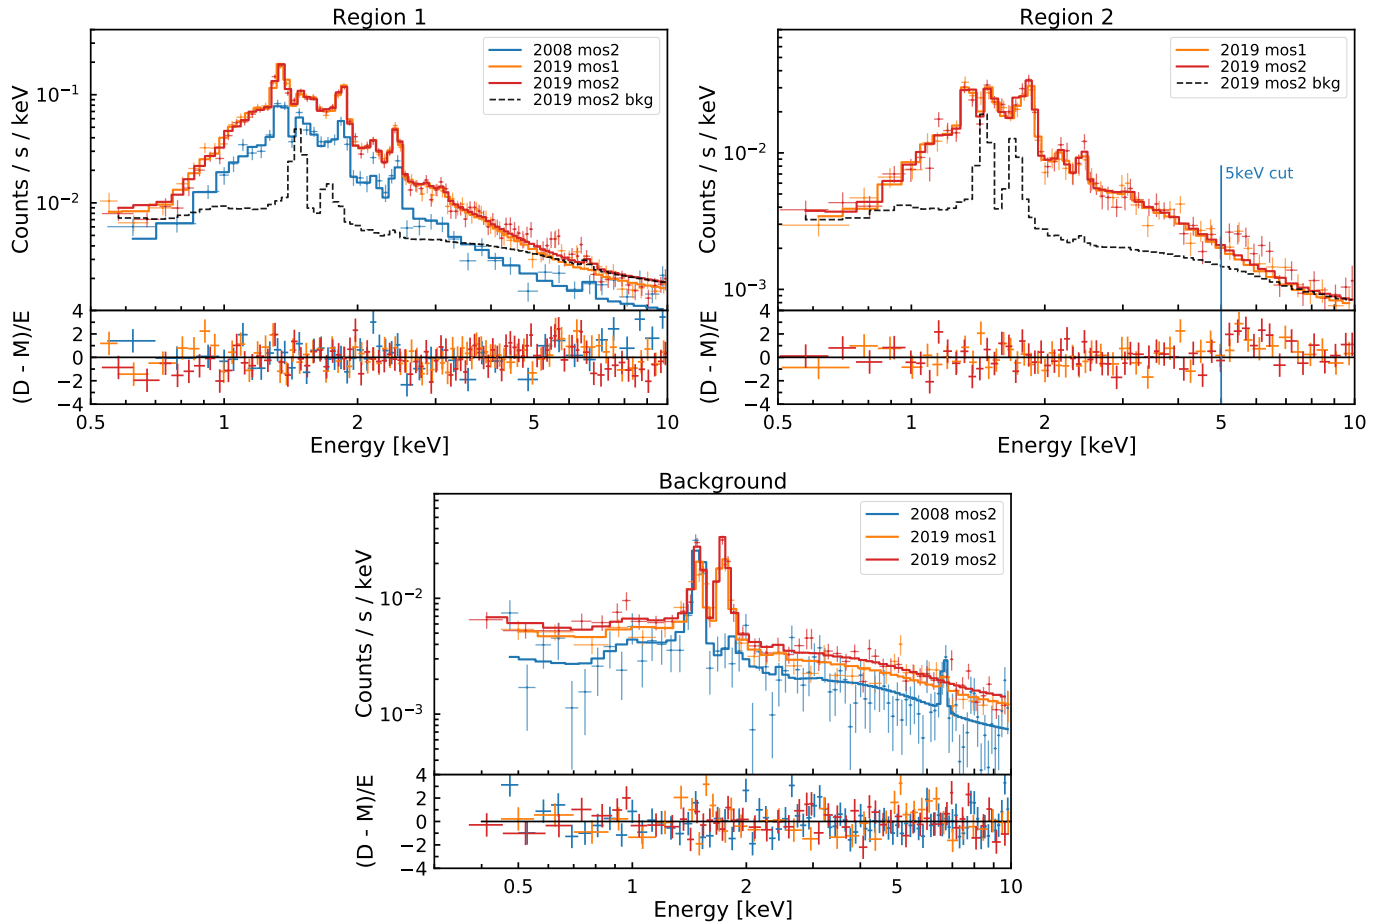 Region 1
Counts / s / keV
10⁻¹
10⁻²
2008 mos2
2019 mos1
2019 mos2
2019 mos2 bkg
(D - M)/E
4
2
0
−2
−4
0.5
1
2
5
10
Energy [keV]
Region 2
Counts / s / keV
10⁻²
10⁻³
2019 mos1
2019 mos2
2019 mos2 bkg
5keV cut
(D - M)/E
4
2
0
−2
−4
0.5
1
2
5
10
Energy [keV]
Background
Counts / s / keV
10⁻²
10⁻³
2008 mos2
2019 mos1
2019 mos2
(D - M)/E
4
2
0
−2
−4
0.5
1
2
5
10
Energy [keV]